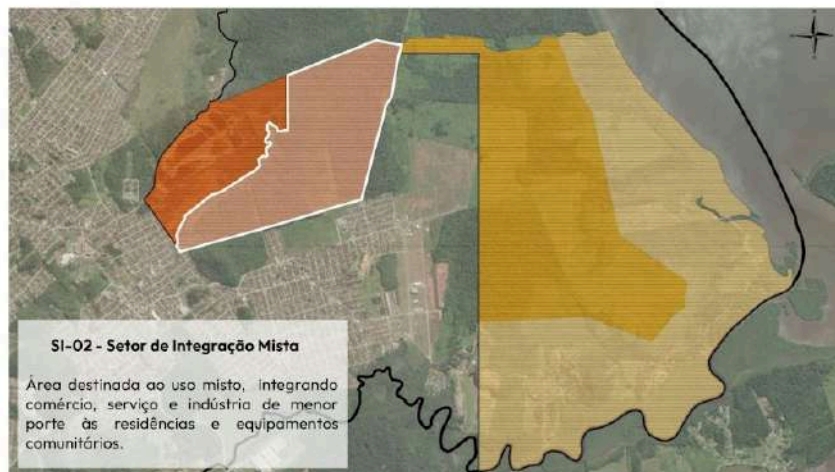 SI-02 - Setor de Integração Mista
Área destinada ao uso misto, integrando
comércio, serviço e indústria de menor
porte às residências e equipamentos
comunitários.